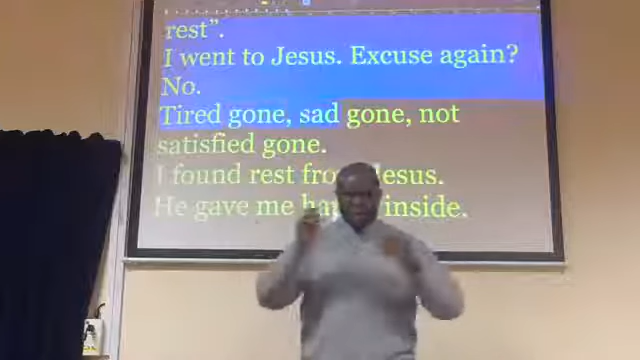 rest”.
I went to Jesus. Excuse again?
No.
Tired gone, sad gone, not
satisfied gone.
I found rest from Jesus.
He gave me inside.